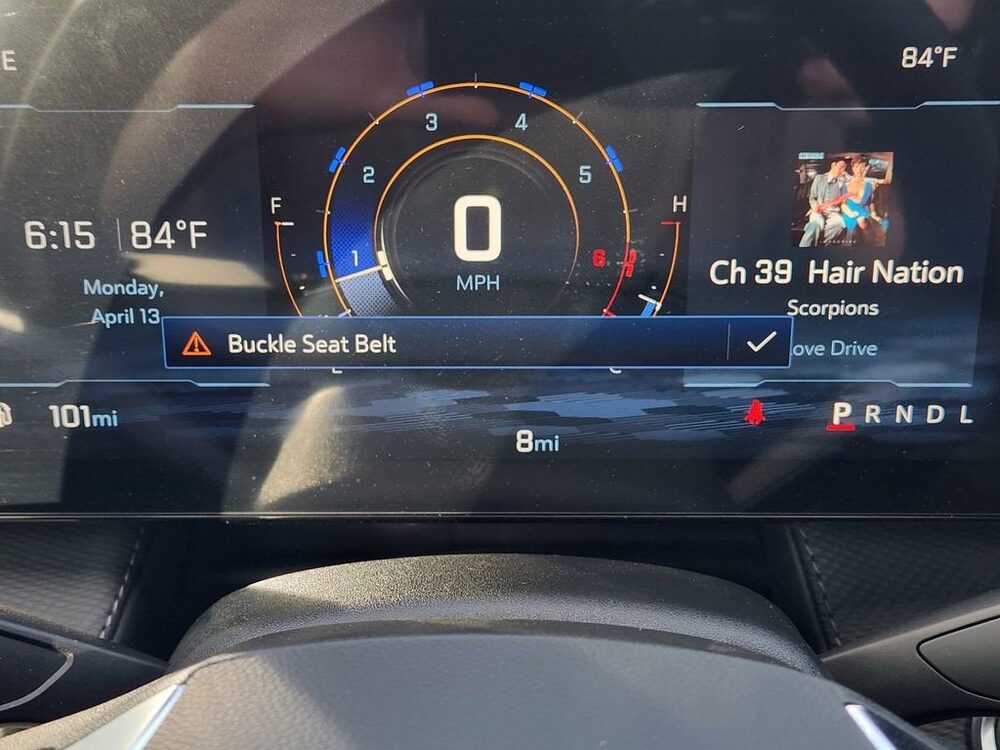 E
84°F
3
4
2
5
F
H
0
6:15
84°F
1
6
Ch 39 Hair Nation
MPH
Monday,
April 13
Scorpions
Buckle Seat Belt
ove Drive
101mi
P R N D L
8mi